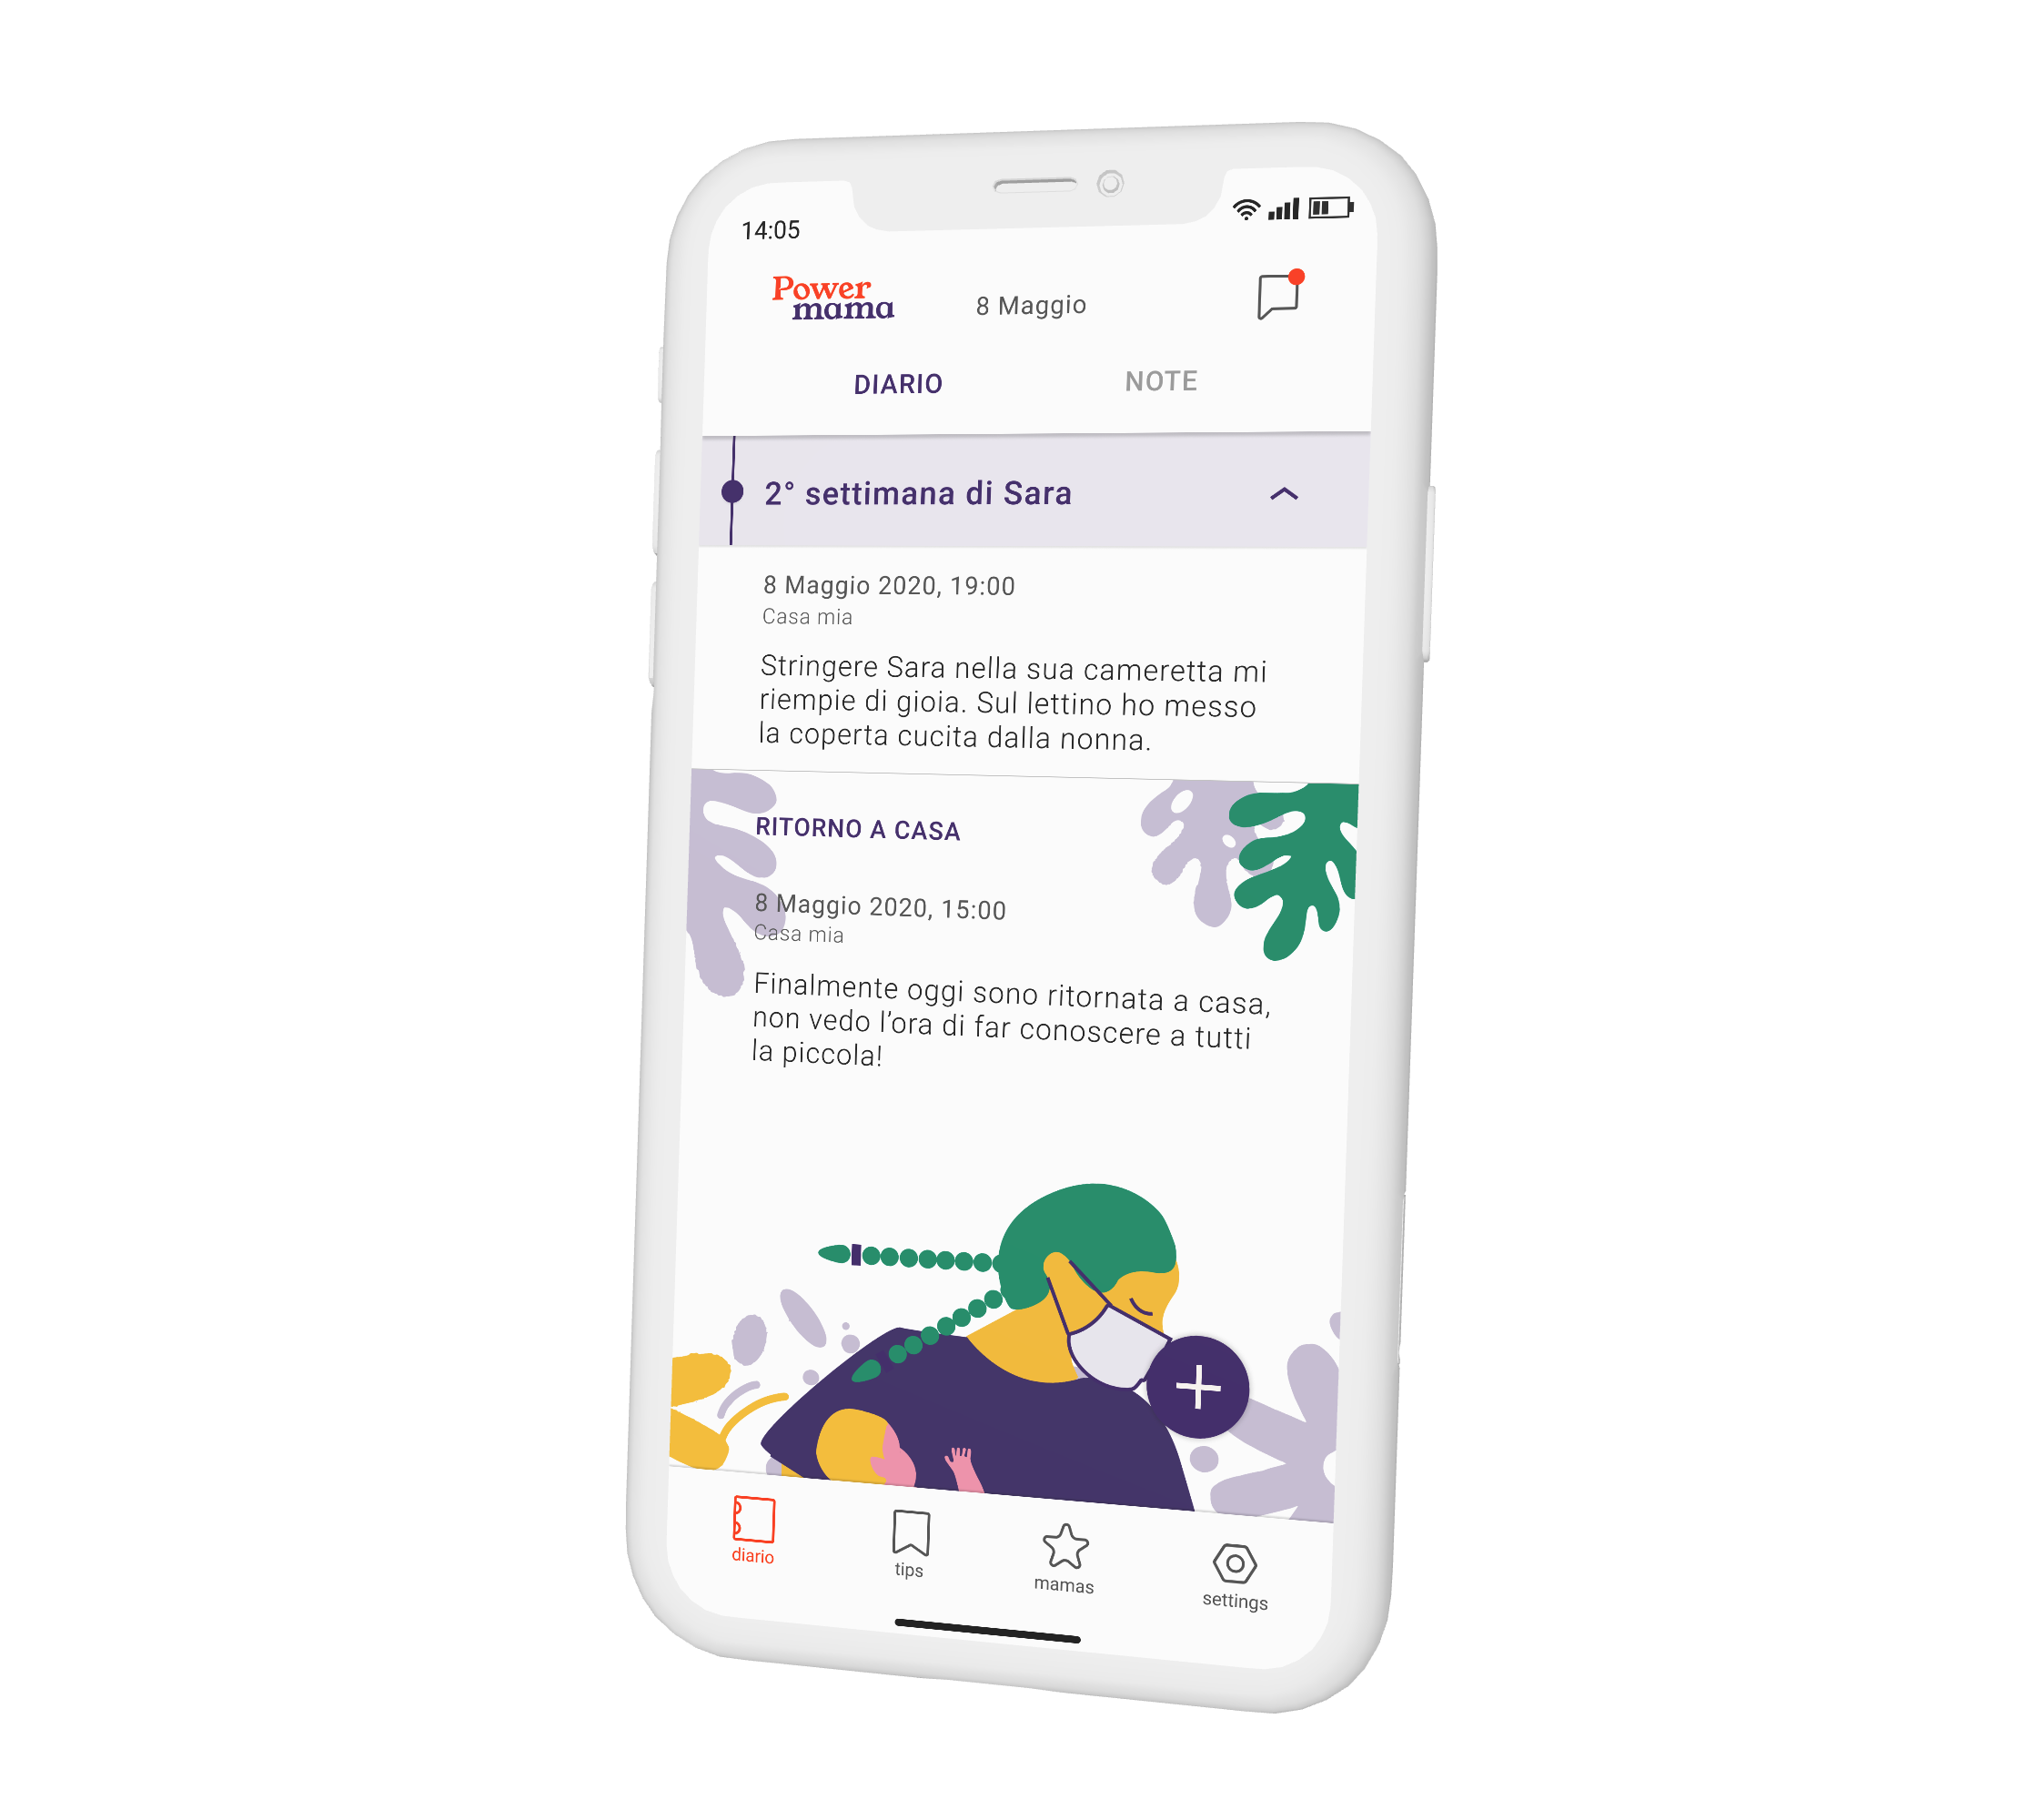 14:05
Power
mama
8 Maggio
DIARIO
NOTE
2° settimana di Sara
8 Maggio 2020, 19:00
Casa mia
Stringere Sara nella sua cameretta mi
riempie di gioia. Sul lettino ho messo
la coperta cucita dalla nonna.
RITORNO A CASA
8 Maggio 2020, 15:00
Casa mia
Finalmente oggi sono ritornata a casa,
non vedo l’ora di far conoscere a tutti
la piccola!
diario
tips
mamas
settings